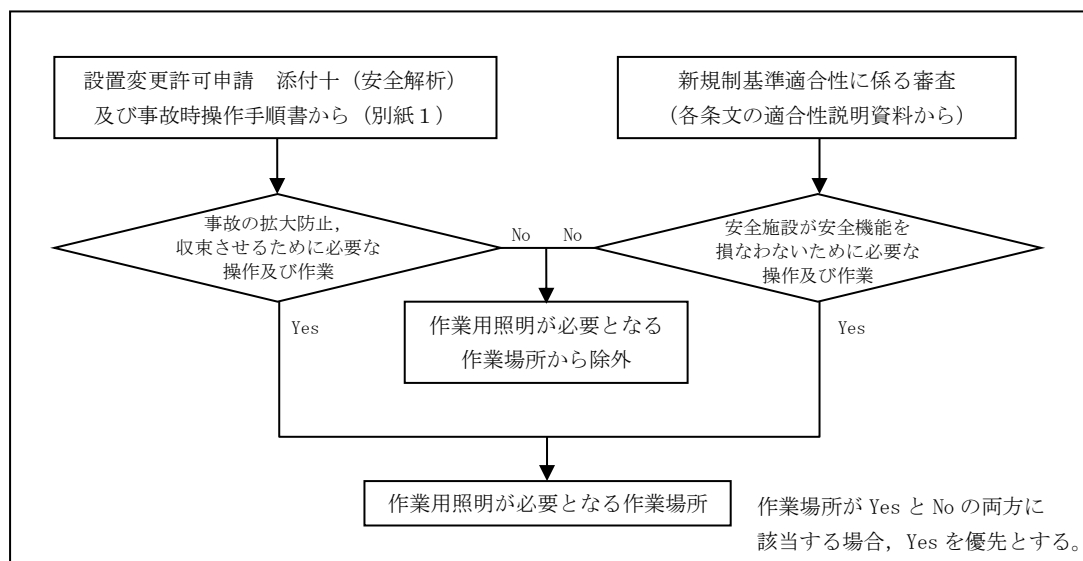 設置変更許可申請　添付十（安全解析）
及び事故時操作手順書から（別紙１）
新規制基準適合性に係る審査
（各条文の適合性説明資料から）
事故の拡大防止，
収束させるために必要な
操作及び作業
No
No
安全施設が安全機能を
損なわないために必要な
操作及び作業
Yes
作業用照明が必要となる
作業場所から除外
Yes
作業用照明が必要となる作業場所
作業場所が Yes と No の両方に
該当する場合，Yes を優先とする。